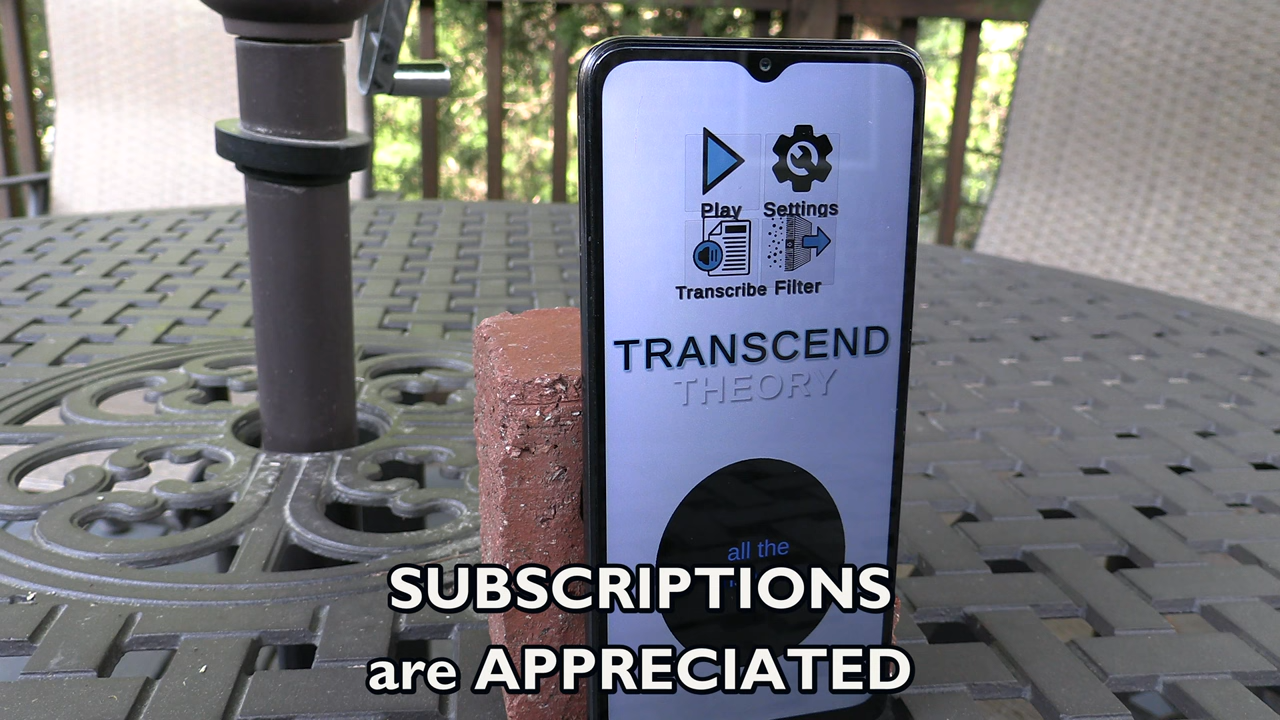 Play Settings
Transcribe Filter
TRANSCEND
THEORY
all the
SUBSCRIPTIONS
are APPRECIATED